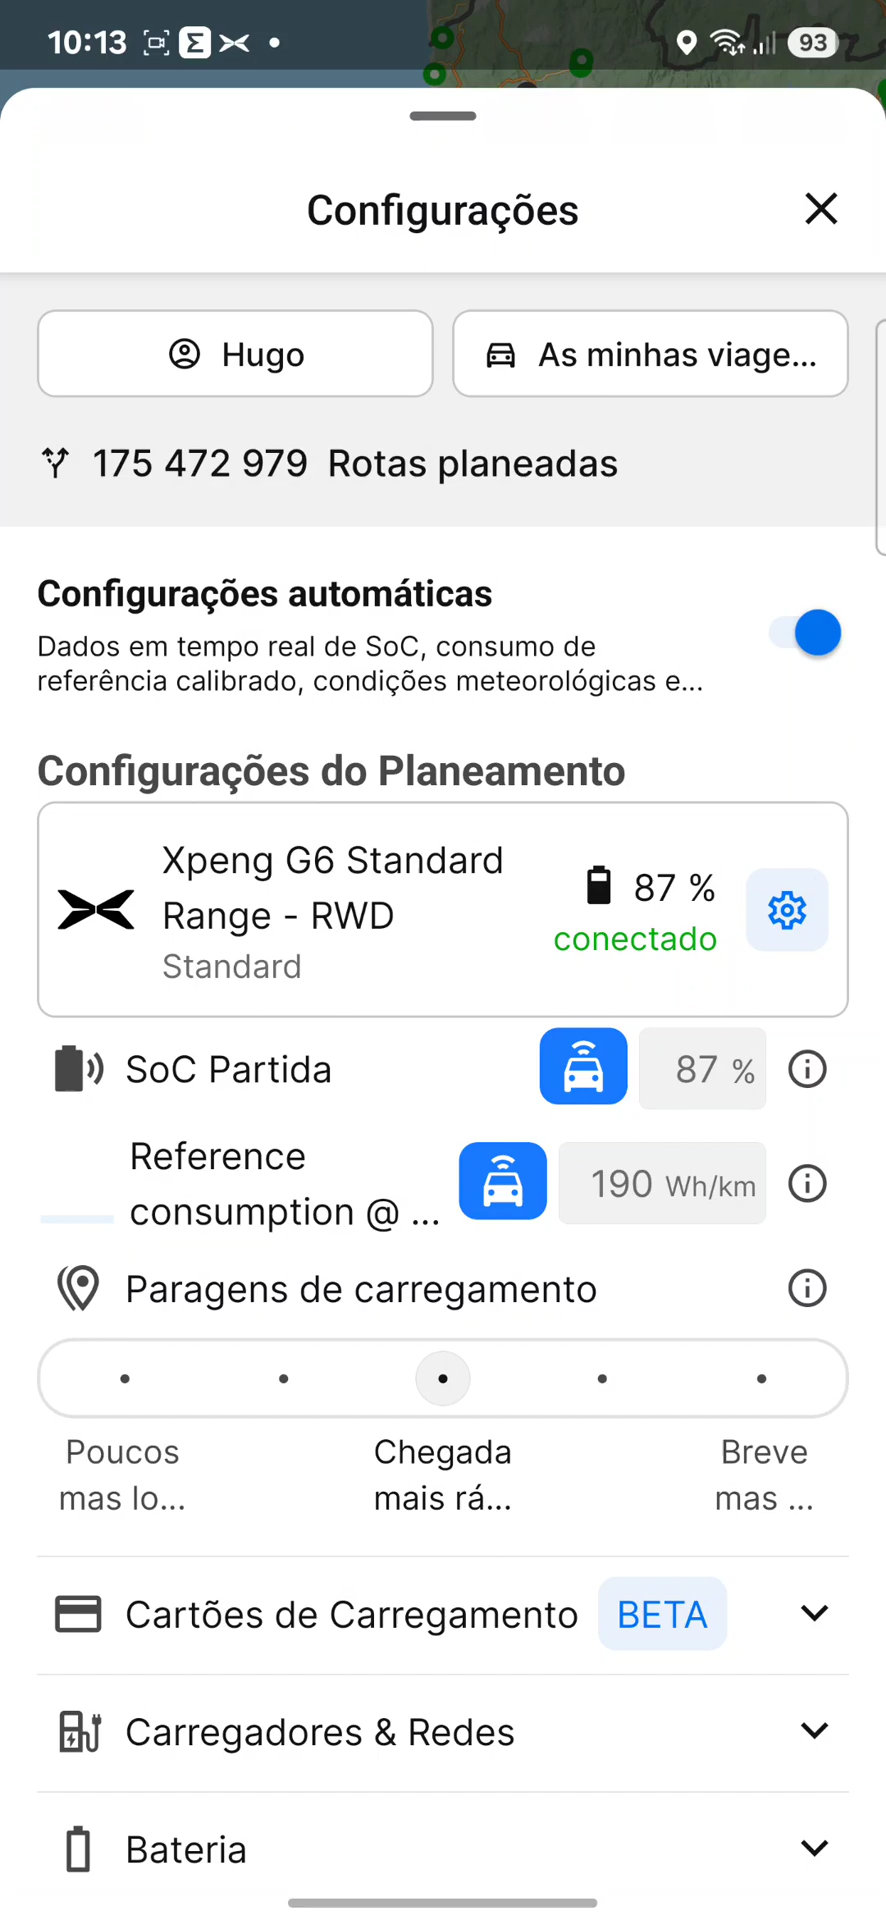 10:13
93
Configurações
Hugo
As minhas viage...
175 472 979 Rotas planeadas
Configurações automáticas
Dados em tempo real de SoC, consumo de
referência calibrado, condições meteorológicas e...
Configurações do Planeamento
Xpeng G6 Standard
Range - RWD
Standard
87 %
conectado
SoC Partida
87 %
Reference
consumption @ ...
190 Wh/km
Paragens de carregamento
Poucos
mas lo...
Chegada
mais rá...
Breve
mas ...
Cartões de Carregamento
BETA
Carregadores & Redes
Bateria